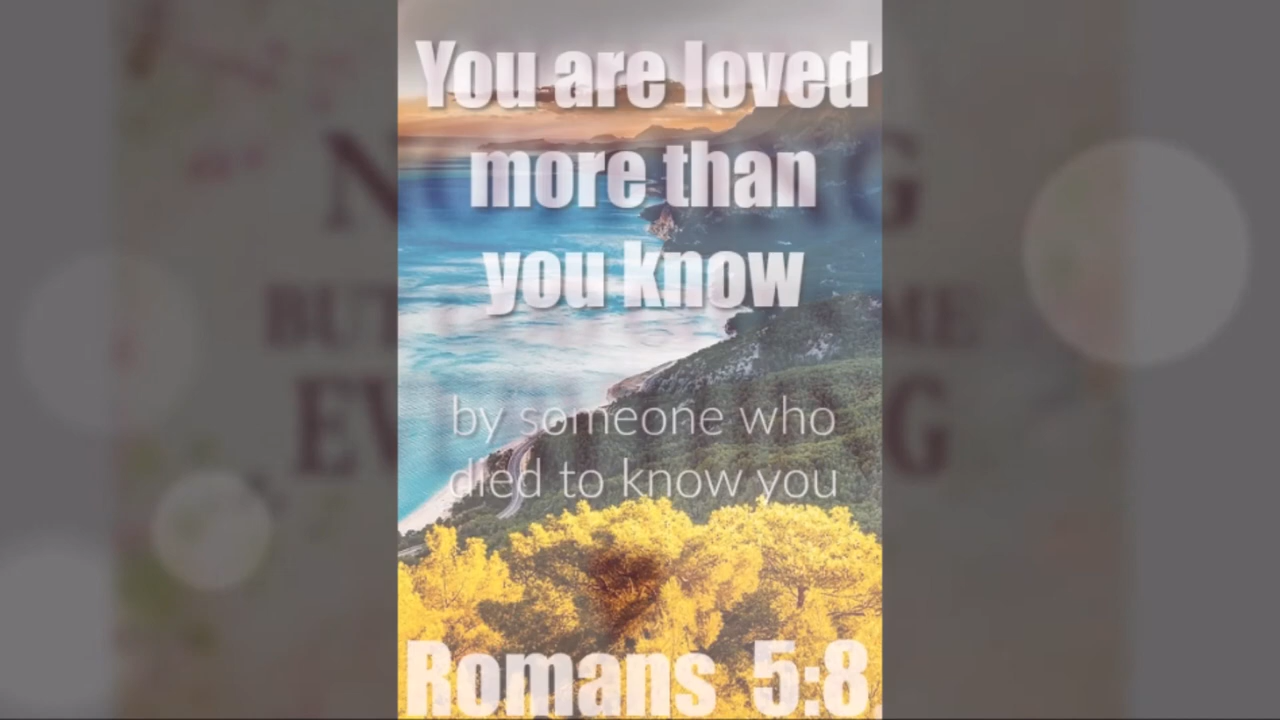 You are loved
more than
you know
by someone who
died to know you
Romans 5:8